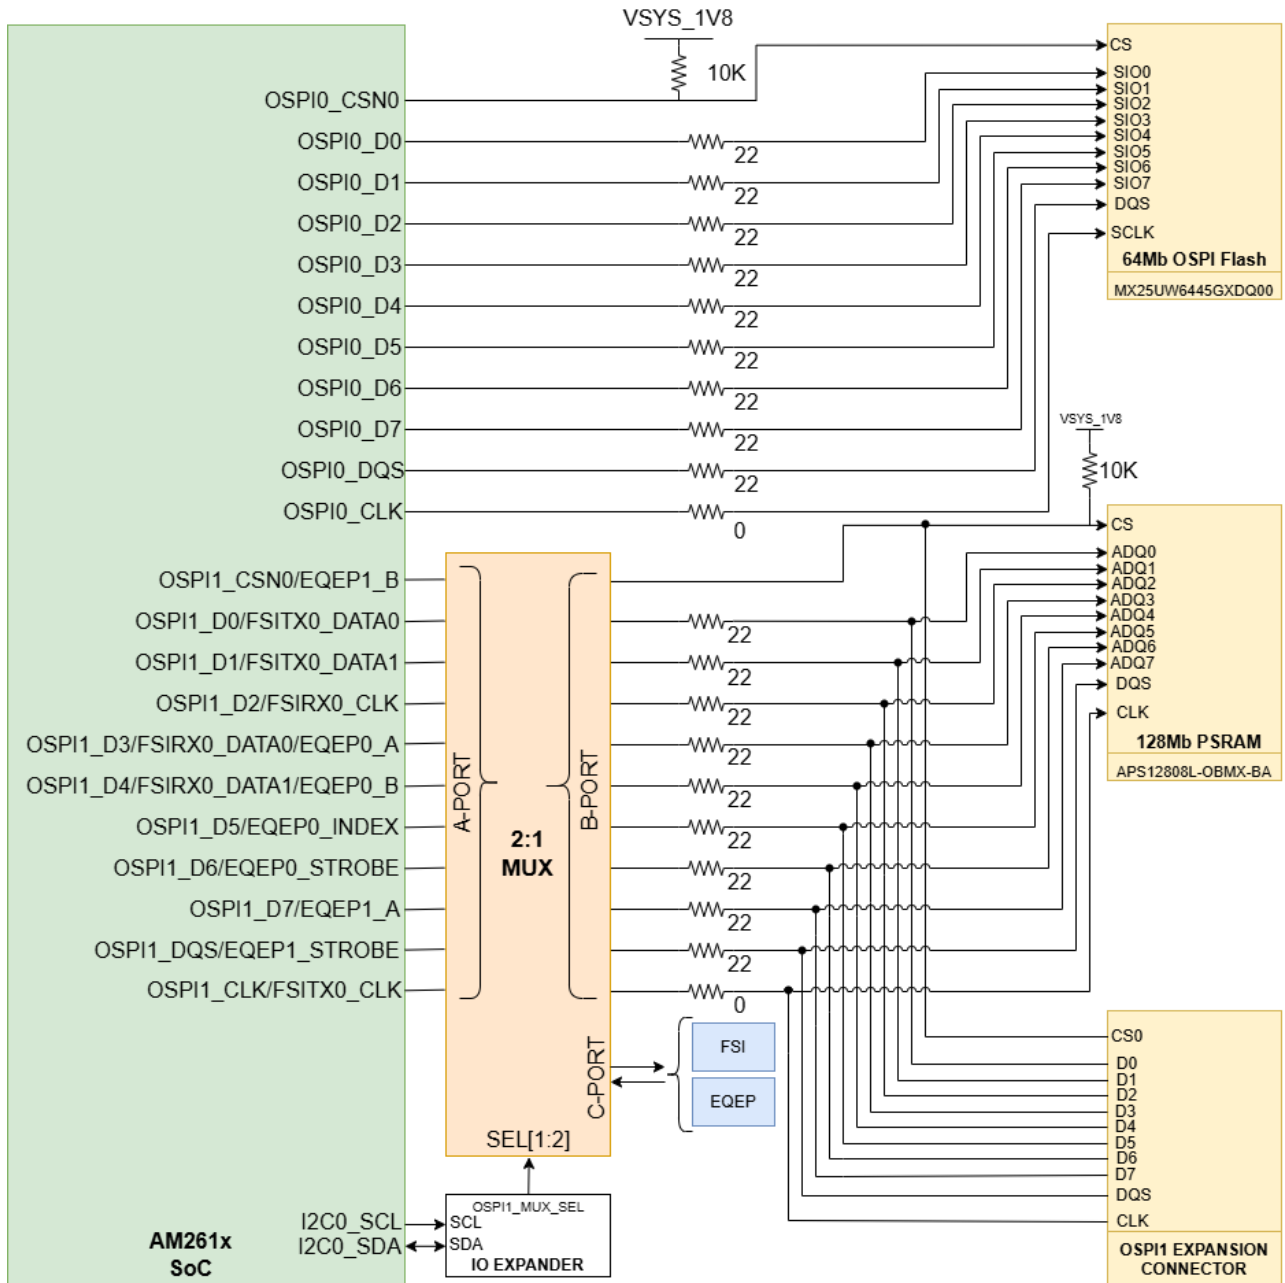 VSYS_1V8
10K
OSPI0_CSN0
OSPI0_D0
22
OSPI0_D1
22
OSPI0_D2
22
OSPI0_D3
22
OSPI0_D4
22
OSPI0_D5
22
OSPI0_D6
22
OSPI0_D7
22
OSPI0_DQS
22
OSPI0_CLK
0
CS
SIO0
SIO1
SIO2
SIO3
SIO4
SIO5
SIO6
SIO7
DQS
SCLK
64Mb OSPI Flash
MX25UW6445GXDQ00
VSYS_1V8
10K
CS
ADQ0
ADQ1
ADQ2
ADQ3
ADQ4
ADQ5
ADQ6
ADQ7
DQS
CLK
128Mb PSRAM
APS12808L-OBMX-BA
OSPI1_CSN0/EQEP1_B
OSPI1_D0/FSITX0_DATA0
22
OSPI1_D1/FSITX0_DATA1
22
OSPI1_D2/FSIRX0_CLK
22
OSPI1_D3/FSIRX0_DATA0/EQEP0_A
22
OSPI1_D4/FSIRX0_DATA1/EQEP0_B
22
OSPI1_D5/EQEP0_INDEX
22
OSPI1_D6/EQEP0_STROBE
22
OSPI1_D7/EQEP1_A
22
OSPI1_DQS/EQEP1_STROBE
22
OSPI1_CLK/FSITX0_CLK
0
A-PORT
2:1
MUX
B-PORT
C-PORT
SEL[1:2]
FSI
EQEP
CS0
D0
D1
D2
D3
D4
D5
D6
D7
DQS
CLK
OSPI1 EXPANSION
CONNECTOR
OSPI1_MUX_SEL
I2C0_SCL
SCL
I2C0_SDA
SDA
IO EXPANDER
AM261x
SoC